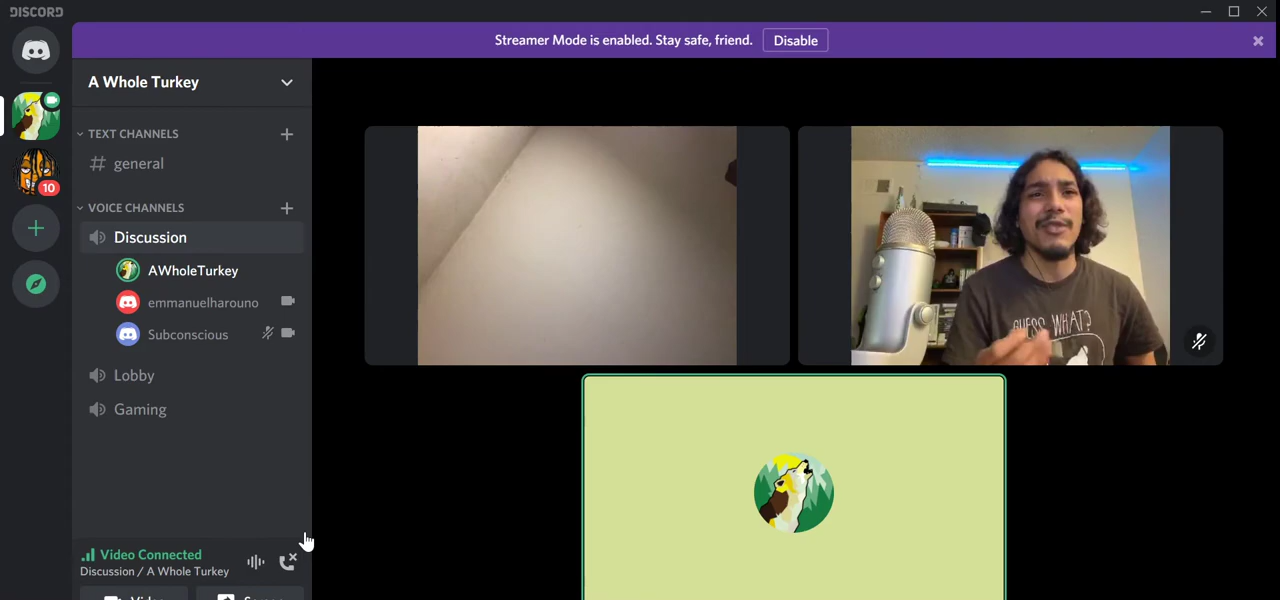 DISCORD
Streamer Mode is enabled. Stay safe, friend. Disable
A Whole Turkey
TEXT CHANNELS
# general
10
VOICE CHANNELS
Discussion
AWholeTurkey
emmanuelharouno
Subconscious
Lobby
Gaming
GUESS WHAT?
Video Connected
Discussion / A Whole Turkey
Video